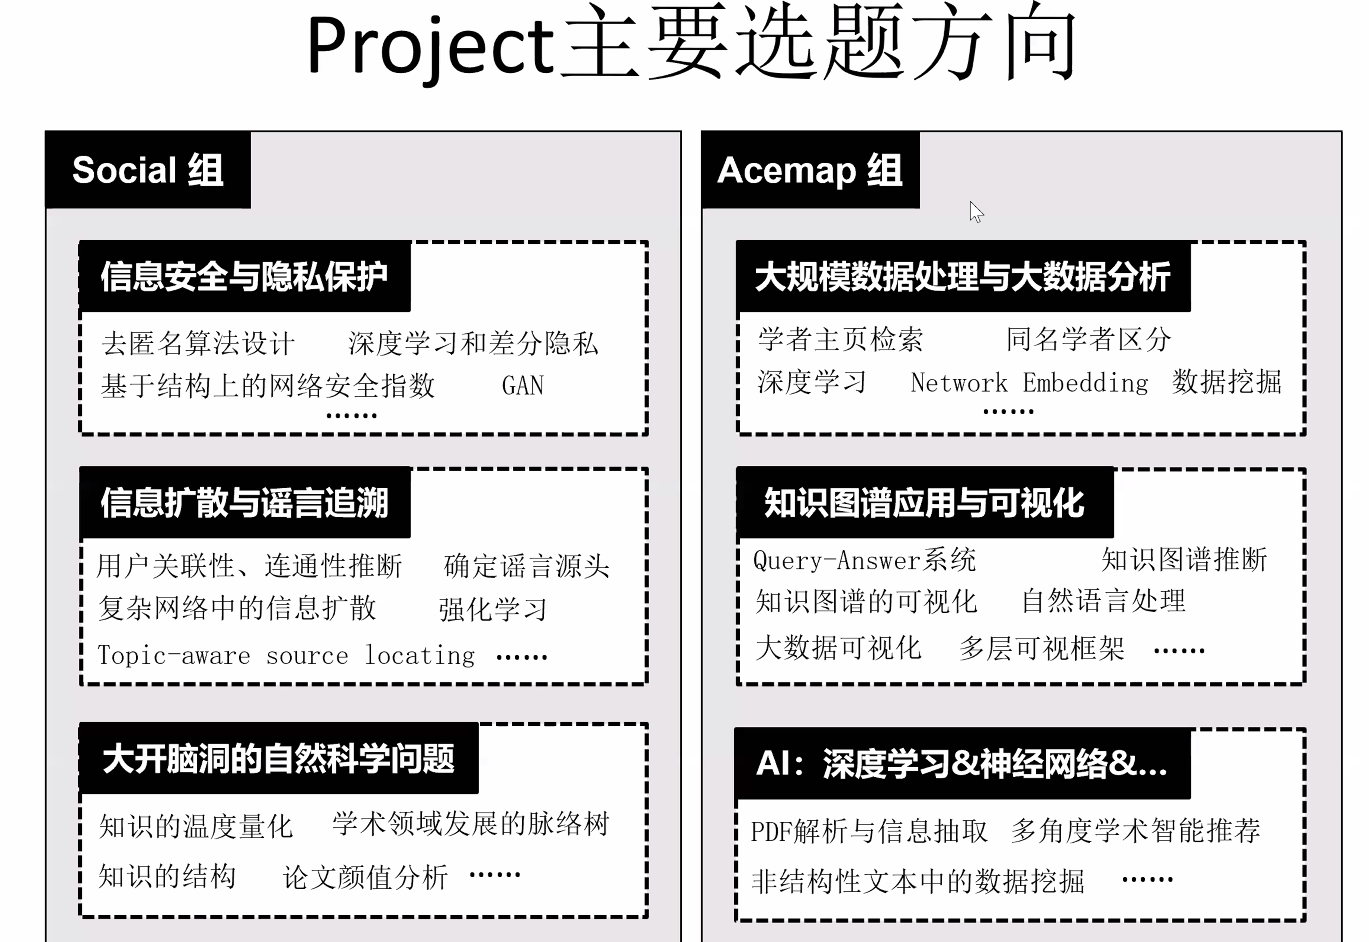 Project主要选题方向
Social 组
信息安全与隐私保护
去匿名算法设计 深度学习和差分隐私
基于结构上的网络安全指数 GAN
……
信息扩散与谣言追溯
用户关联性、连通性推断 确定谣言源头
复杂网络中的信息扩散 强化学习
Topic-aware source locating ……
大开脑洞的自然科学问题
知识的温度量化 学术领域发展的脉络树
知识的结构 论文颜值分析 ……
Acemap 组
大规模数据处理与大数据分析
学者主页检索 同名学者区分
深度学习 Network Embedding 数据挖掘
……
知识图谱应用与可视化
Query-Answer系统 知识图谱推断
知识图谱的可视化 自然语言处理
大数据可视化 多层可视框架 ……
AI：深度学习&神经网络&...
PDF解析与信息抽取 多角度学术智能推荐
非结构性文本中的数据挖掘 ……